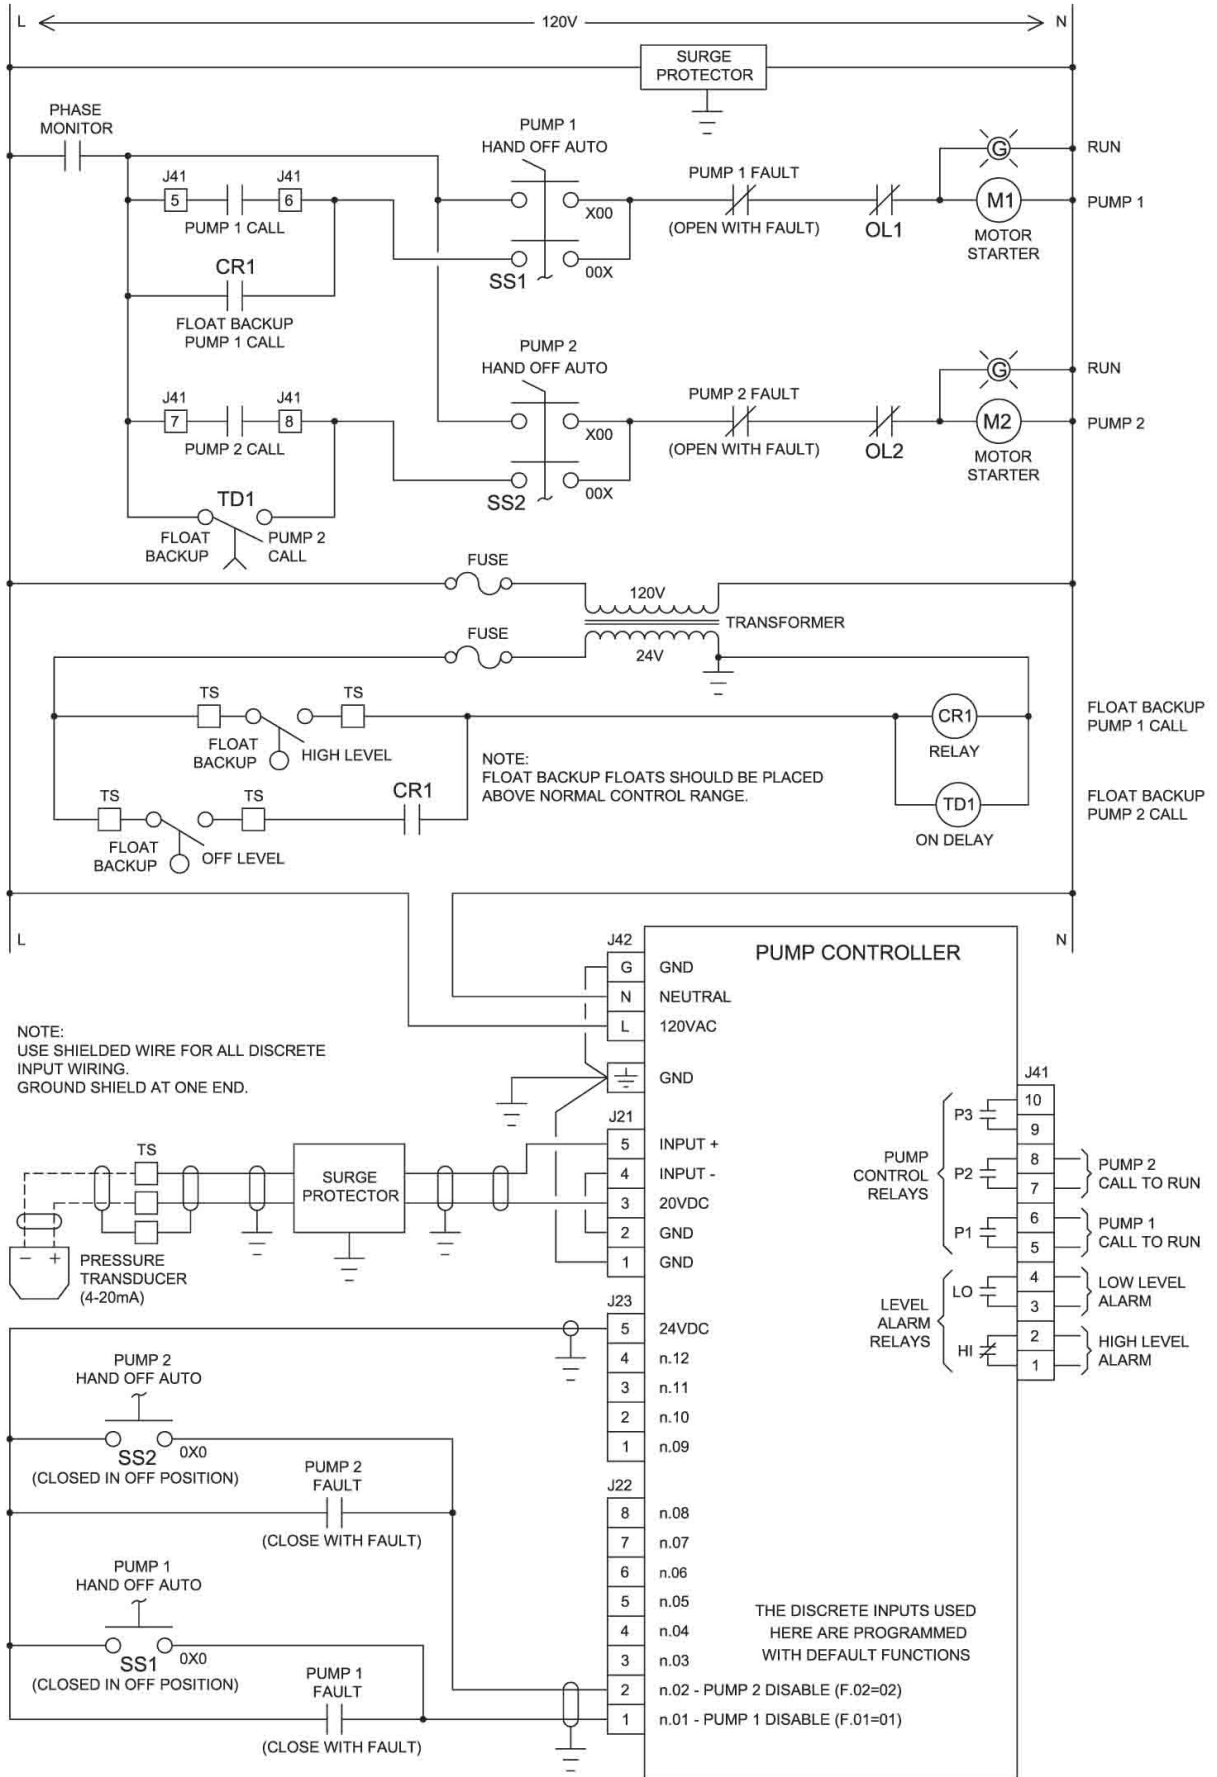 L
120V
N
SURGE
PROTECTOR
PHASE
MONITOR
PUMP 1
HAND OFF AUTO
G
RUN
J41
J41
5
6
PUMP 1 CALL
X00
PUMP 1 FAULT
(OPEN WITH FAULT)
OL1
M1
PUMP 1
MOTOR
STARTER
CR1
SS1
00X
FLOAT BACKUP
PUMP 1 CALL
PUMP 2
HAND OFF AUTO
G
RUN
J41
J41
7
8
PUMP 2 CALL
X00
PUMP 2 FAULT
(OPEN WITH FAULT)
OL2
M2
PUMP 2
MOTOR
STARTER
TD1
SS2
00X
FLOAT
BACKUP
PUMP 2
CALL
FUSE
120V
TRANSFORMER
FUSE
24V
TS
TS
FLOAT
BACKUP
HIGH LEVEL
CR1
RELAY
FLOAT BACKUP
PUMP 1 CALL
NOTE:
FLOAT BACKUP FLOATS SHOULD BE PLACED
ABOVE NORMAL CONTROL RANGE.
TS
TS
CR1
FLOAT
BACKUP
OFF LEVEL
TD1
ON DELAY
FLOAT BACKUP
PUMP 2 CALL
L
N
PUMP CONTROLLER
J42
G GND
N NEUTRAL
L 120VAC
GND
NOTE:
USE SHIELDED WIRE FOR ALL DISCRETE
INPUT WIRING.
GROUND SHIELD AT ONE END.
J21
5 INPUT +
4 INPUT -
3 20VDC
2 GND
1 GND
TS
SURGE
PROTECTOR
- +
PRESSURE
TRANSDUCER
(4-20mA)
J41
10
9
8
7
6
5
4
3
2
1
P3
P2
P1
LO
HI
PUMP
CONTROL
RELAYS
LEVEL
ALARM
RELAYS
PUMP 2
CALL TO RUN
PUMP 1
CALL TO RUN
LOW LEVEL
ALARM
HIGH LEVEL
ALARM
J23
5 24VDC
4 n.12
3 n.11
2 n.10
1 n.09
PUMP 2
HAND OFF AUTO
SS2
0X0
(CLOSED IN OFF POSITION)
PUMP 2
FAULT
(CLOSE WITH FAULT)
J22
8 n.08
7 n.07
6 n.06
5 n.05
4 n.04
3 n.03
2 n.02 - PUMP 2 DISABLE (F.02=02)
1 n.01 - PUMP 1 DISABLE (F.01=01)
THE DISCRETE INPUTS USED
HERE ARE PROGRAMMED
WITH DEFAULT FUNCTIONS
PUMP 1
HAND OFF AUTO
SS1
0X0
(CLOSED IN OFF POSITION)
PUMP 1
FAULT
(CLOSE WITH FAULT)